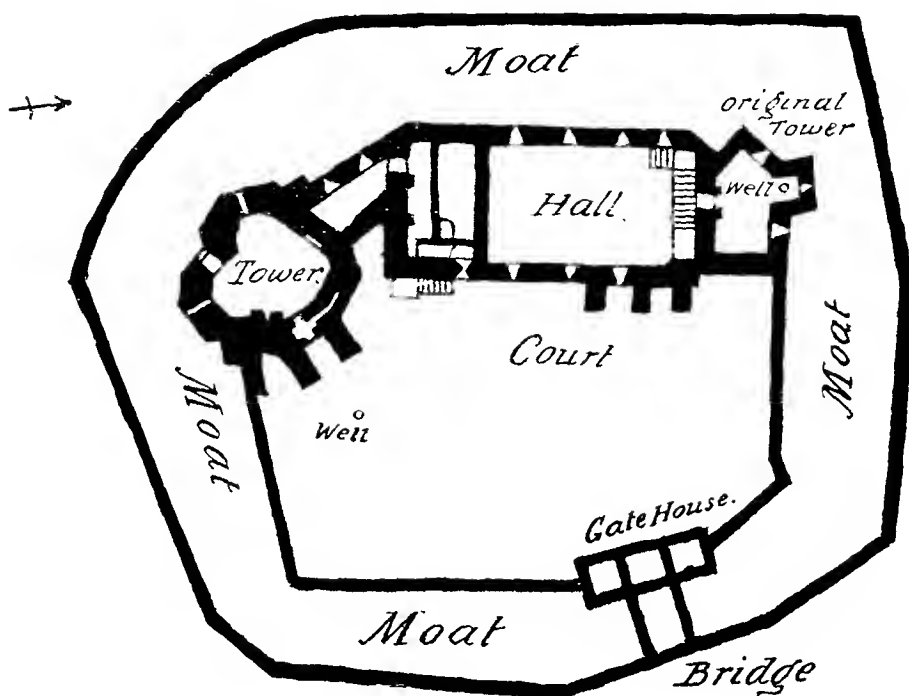 Moat
original
Tower
Well
Hall.
Tower.
Court
Moat
Moat
Well
Gate House.
Moat
Bridge